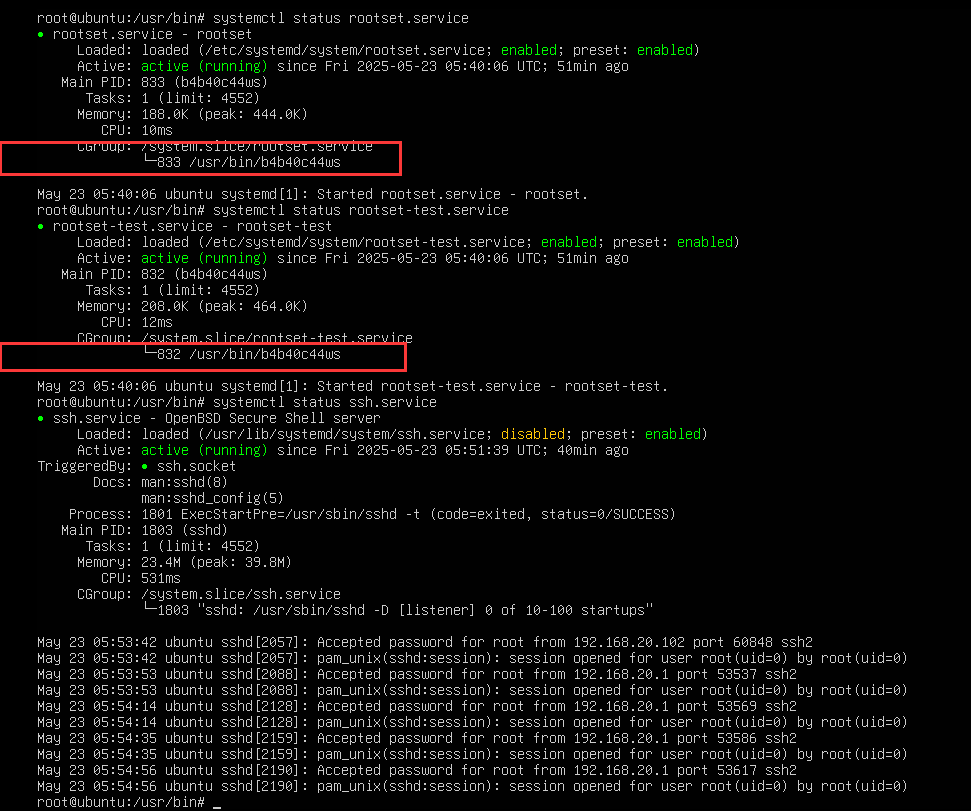 root@ubuntu:/usr/bin# systemctl status rootset.service
● rootset.service - rootset
Loaded: loaded (/etc/systemd/system/rootset.service; enabled; preset: enabled)
Active: active (running) since Fri 2025-05-23 05:40:06 UTC; 51min ago
Main PID: 833 (b4b40c44ws)
Tasks: 1 (limit: 4552)
Memory: 188.0K (peak: 444.0K)
CPU: 10ms
CGroup: /system.slice/rootset.service
└─833 /usr/bin/b4b40c44ws
May 23 05:40:06 ubuntu systemd[1]: Started rootset.service - rootset.
root@ubuntu:/usr/bin# systemctl status rootset-test.service
● rootset-test.service - rootset-test
Loaded: loaded (/etc/systemd/system/rootset-test.service; enabled; preset: enabled)
Active: active (running) since Fri 2025-05-23 05:40:06 UTC; 51min ago
Main PID: 832 (b4b40c44ws)
Tasks: 1 (limit: 4552)
Memory: 208.0K (peak: 464.0K)
CPU: 12ms
CGroup: /system.slice/rootset-test.service
└─832 /usr/bin/b4b40c44ws
May 23 05:40:06 ubuntu systemd[1]: Started rootset-test.service - rootset-test.
root@ubuntu:/usr/bin# systemctl status ssh.service
● ssh.service - OpenBSD Secure Shell server
Loaded: loaded (/usr/lib/systemd/system/ssh.service; disabled; preset: enabled)
Active: active (running) since Fri 2025-05-23 05:51:39 UTC; 40min ago
TriggeredBy: ● ssh.socket
Docs: man:sshd(8)
man:sshd_config(5)
Process: 1801 ExecStartPre=/usr/sbin/sshd -t (code=exited, status=0/SUCCESS)
Main PID: 1803 (sshd)
Tasks: 1 (limit: 4552)
Memory: 23.4M (peak: 39.8M)
CPU: 531ms
CGroup: /system.slice/ssh.service
└─1803 "sshd: /usr/sbin/sshd -D [listener] 0 of 10-100 startups"
May 23 05:53:42 ubuntu sshd[2057]: Accepted password for root from 192.168.20.102 port 60848 ssh2
May 23 05:53:42 ubuntu sshd[2057]: pam_unix(sshd:session): session opened for user root(uid=0) by root(uid=0)
May 23 05:53:53 ubuntu sshd[2088]: Accepted password for root from 192.168.20.1 port 53537 ssh2
May 23 05:53:53 ubuntu sshd[2088]: pam_unix(sshd:session): session opened for user root(uid=0) by root(uid=0)
May 23 05:54:14 ubuntu sshd[2128]: Accepted password for root from 192.168.20.1 port 53569 ssh2
May 23 05:54:14 ubuntu sshd[2128]: pam_unix(sshd:session): session opened for user root(uid=0) by root(uid=0)
May 23 05:54:35 ubuntu sshd[2159]: Accepted password for root from 192.168.20.1 port 53586 ssh2
May 23 05:54:35 ubuntu sshd[2159]: pam_unix(sshd:session): session opened for user root(uid=0) by root(uid=0)
May 23 05:54:56 ubuntu sshd[2190]: Accepted password for root from 192.168.20.1 port 53617 ssh2
May 23 05:54:56 ubuntu sshd[2190]: pam_unix(sshd:session): session opened for user root(uid=0) by root(uid=0)
root@ubuntu:/usr/bin# _